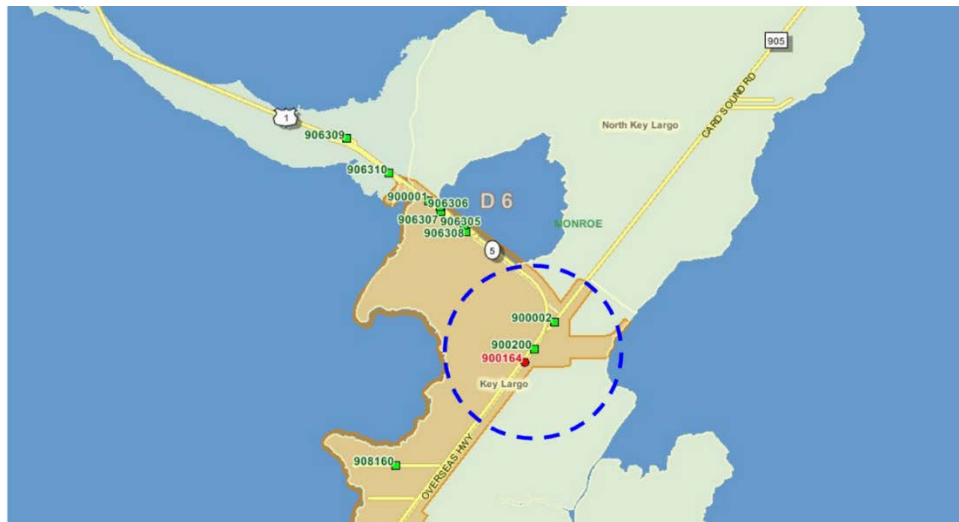 905
1
906309
North Key Largo
CARD SOUND RD
906310
900001
906306
D 6
906307
906305
MONROE
906308
5
900002
900200
900164
Key Largo
908160
OVERSEAS HWY